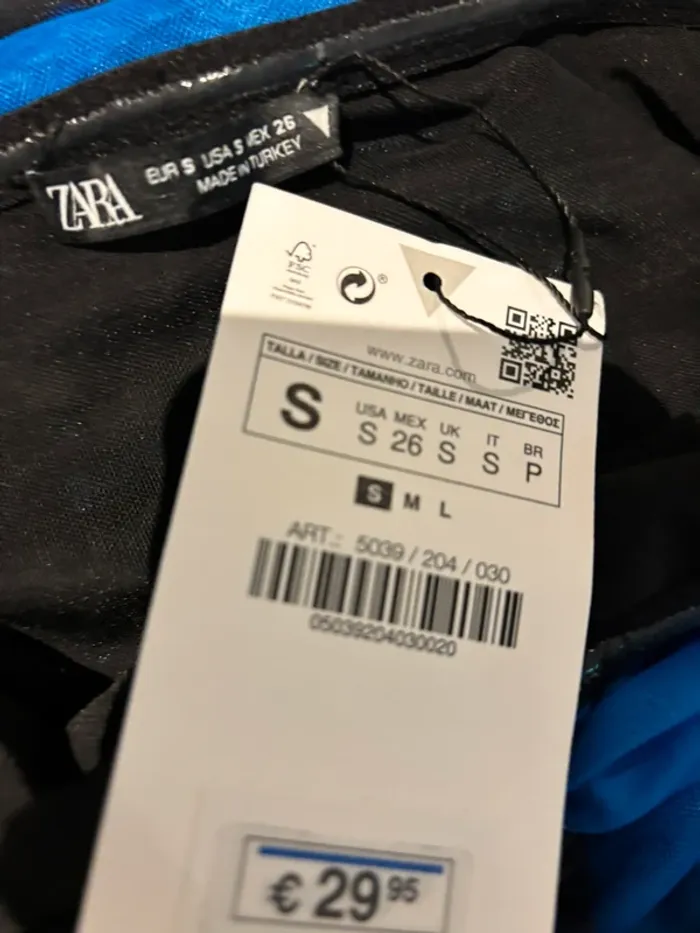 ZARA
EUR S USA S MEX 26
MADE IN TURKEY
FSC
®
www.zara.com
TALLA / SIZE / TAMANHO / TAILLE / MAAT / ΜΕΓΕΘΟΣ
S
USA MEX UK IT BR
S 26 S S P
S M L
ART.: 5039 / 204 / 030
05039204030020
€ 29 95